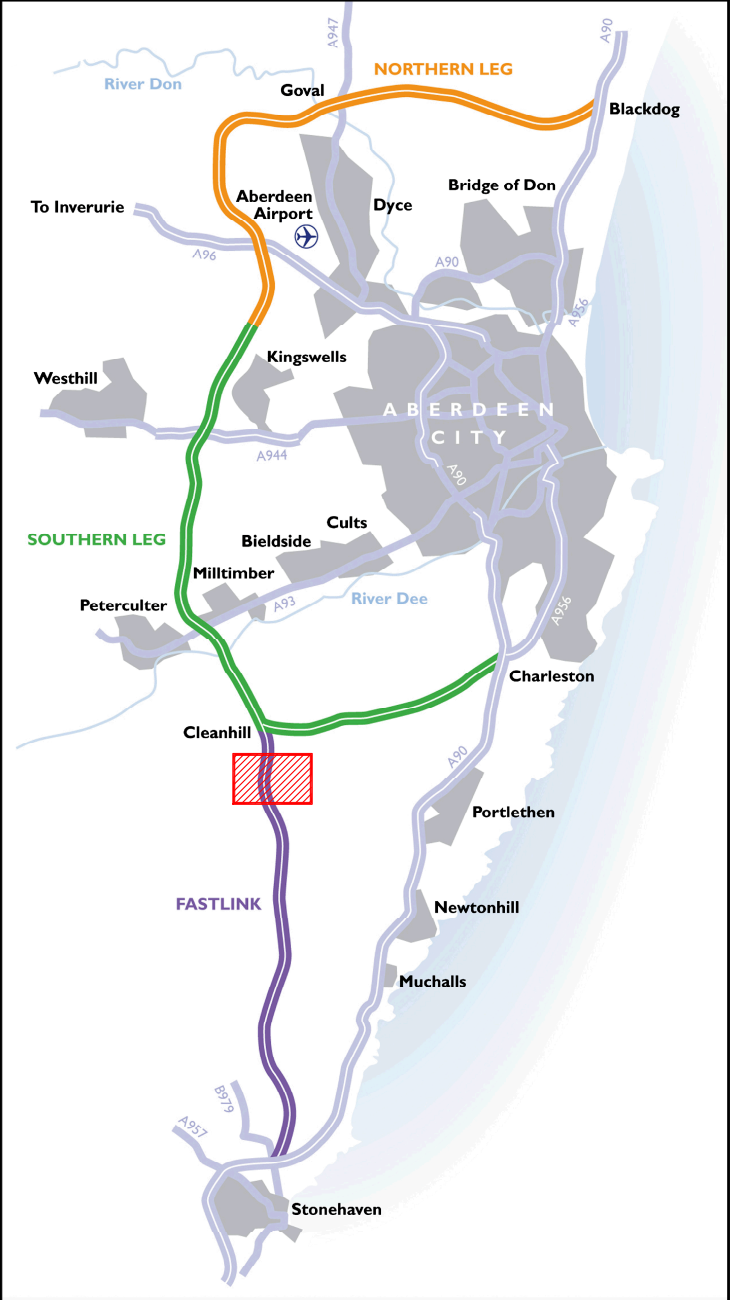 A947
A90
NORTHERN LEG
River Don
Goval
Blackdog
Bridge of Don
Aberdeen
Airport
Dyce
To Inverurie
A96
A90
A956
Kingswells
Westhill
ABERDEEN
CITY
A944
A90
SOUTHERN LEG
Cults
Bieldside
Milltimber
Peterculter
A93
River Dee
A956
Charleston
Cleanhill
A90
Portlethen
FASTLINK
Newtonhill
Muchalls
B979
A957
Stonehaven